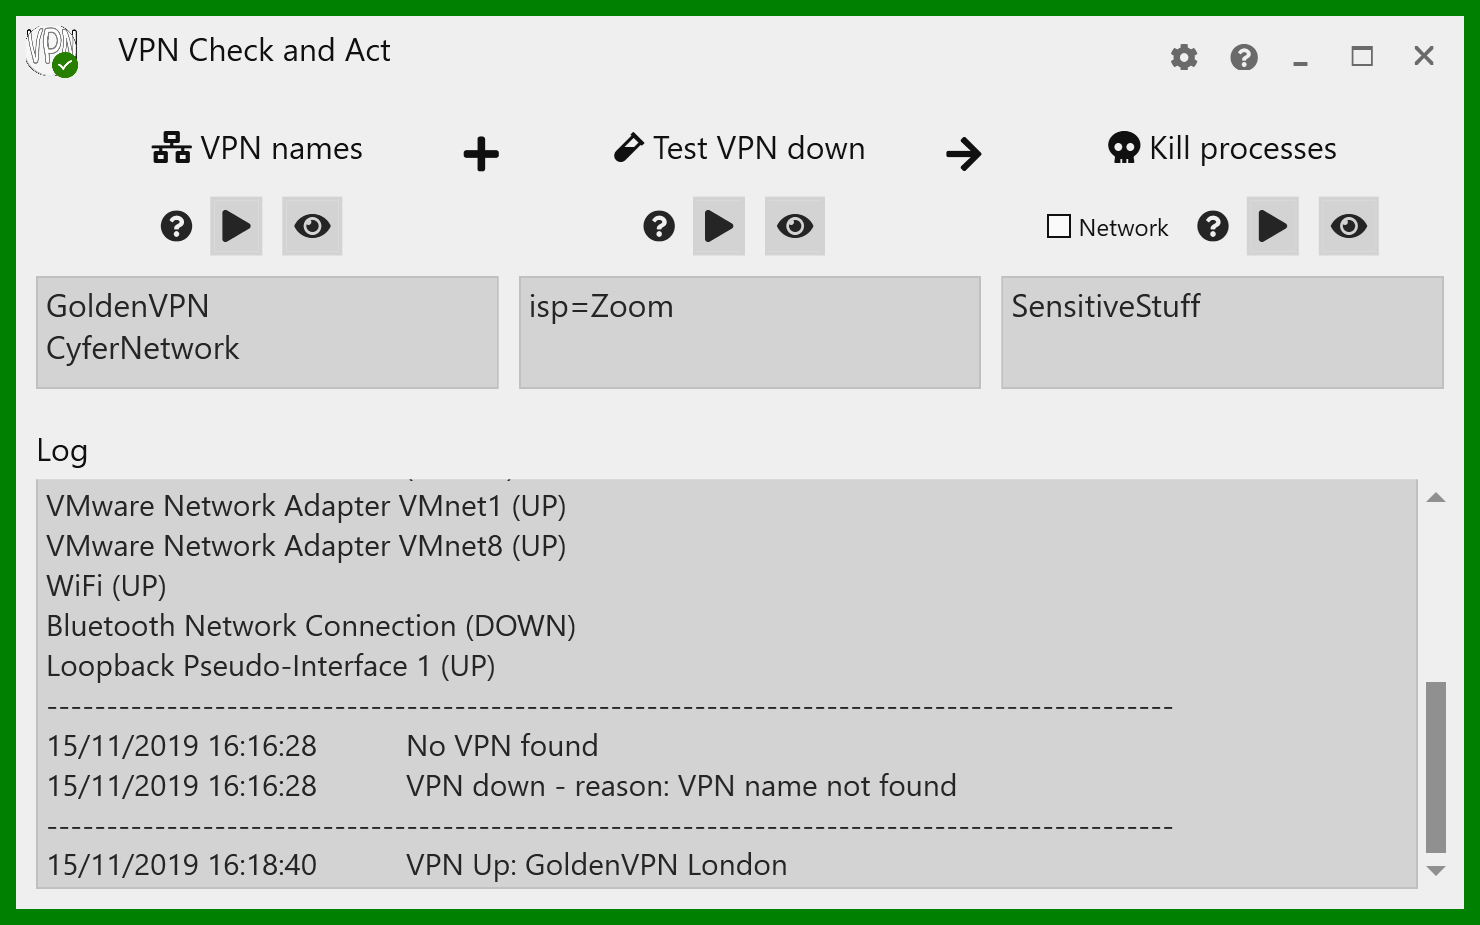 VPN
VPN Check and Act
VPN names
Test VPN down
Kill processes
Network
GoldenVPN
CyferNetwork
isp=Zoom
SensitiveStuff
Log
VMware Network Adapter VMnet1 (UP)
VMware Network Adapter VMnet8 (UP)
WiFi (UP)
Bluetooth Network Connection (DOWN)
Loopback Pseudo-Interface 1 (UP)
----------------------------------------------------------------------------------------------
15/11/2019 16:16:28 No VPN found
15/11/2019 16:16:28 VPN down - reason: VPN name not found
----------------------------------------------------------------------------------------------
15/11/2019 16:18:40 VPN Up: GoldenVPN London